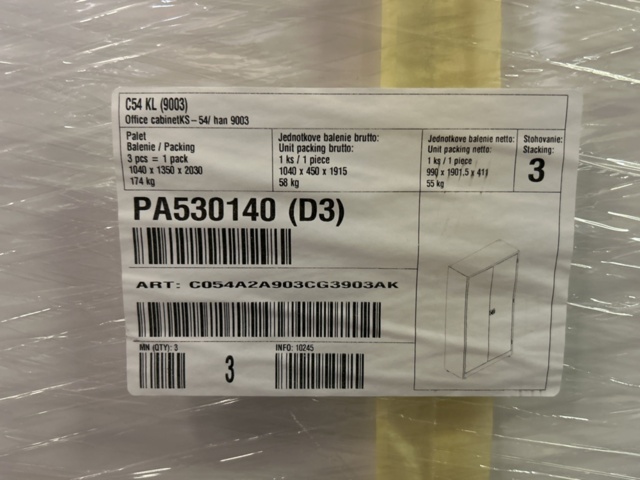 C54 KL (9003)
Office cabinetKS-54/ han 9003
Palet
Balenie / Packing
3 pcs = 1 pack
1040 x 1350 x 2030
174 kg
Jednotkove balenie brutto:
Unit packing brutto:
1 ks / 1 piece
1040 x 450 x 1915
58 kg
Jednotkove balenie netto:
Unit packing netto:
1 kg / 1 piece
990 x 1901,5 x 411
55 kg
Stohovanie:
Stacking:
3
PA530140 (D3)
ART: C054A2A903CG3903AK
MN (QTY): 3
3
INFO: 10245